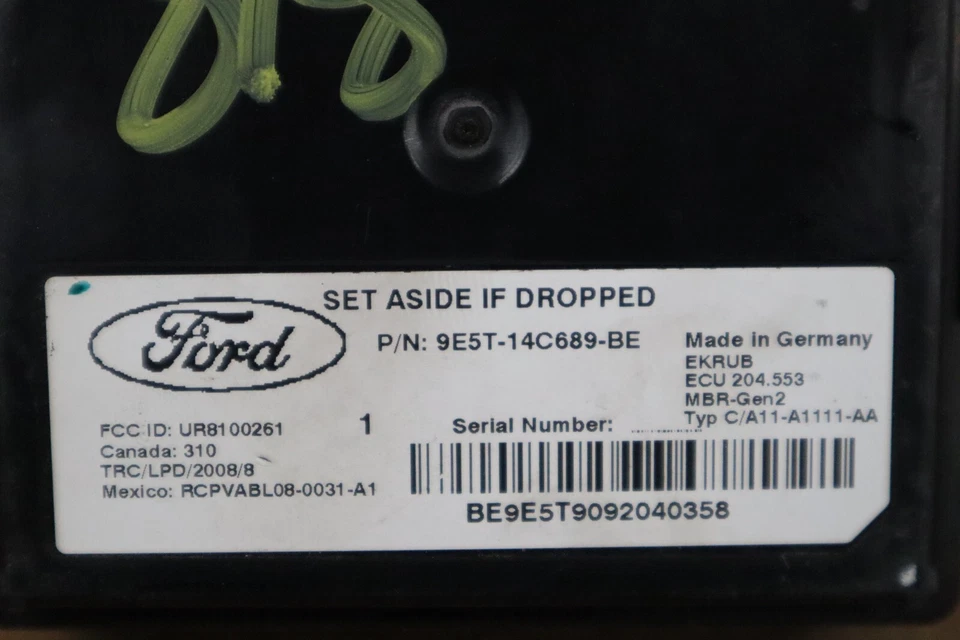 SET ASIDE IF DROPPED
Ford
P/N: 9E5T-14C689-BE
Made in Germany
EKRUB
ECU 204.553
MBR-Gen2
Typ C/A11-A1111-AA
FCC ID: UR8100261
1
Canada: 310
TRC/LPD/2008/8
Mexico: RCPVABL08-0031-A1
Serial Number:
BE9E5T9092040358